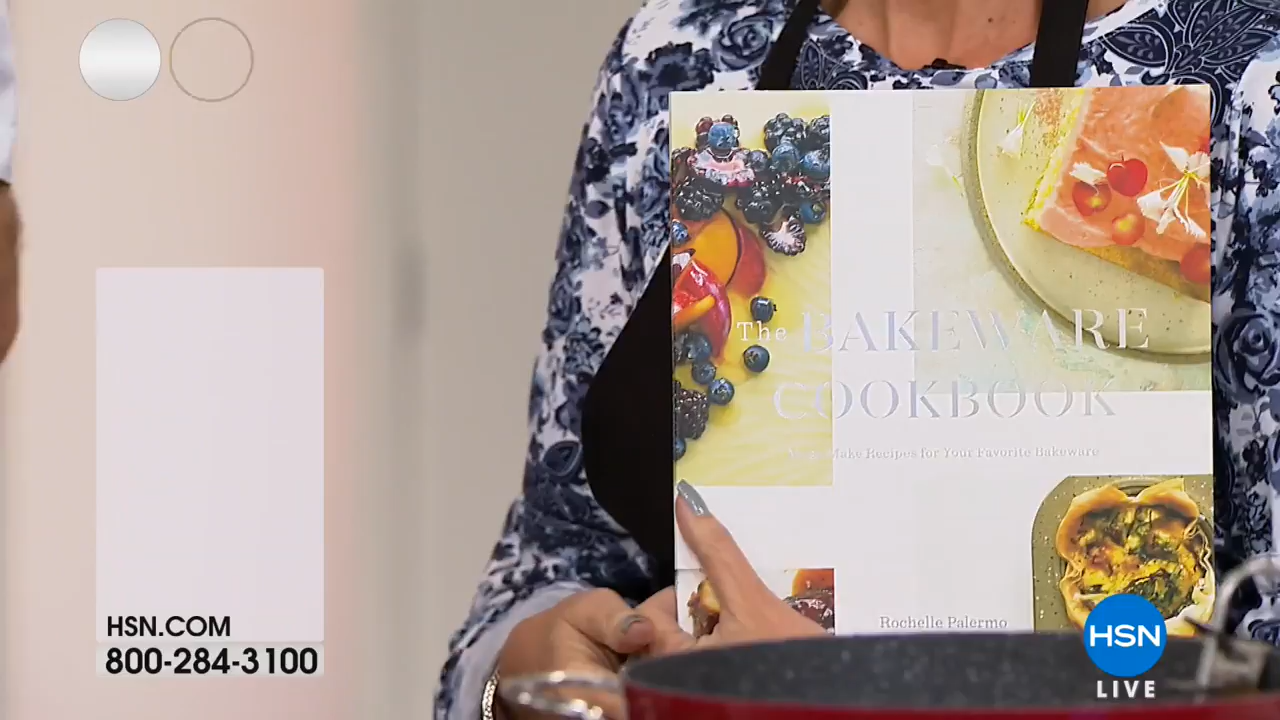 The BAKEWARE
COOKBOOK
Make Recipes for Your Favorite Bakeware
Rochelle Palermo
HSN.COM
800-284-3100
HSN
LIVE